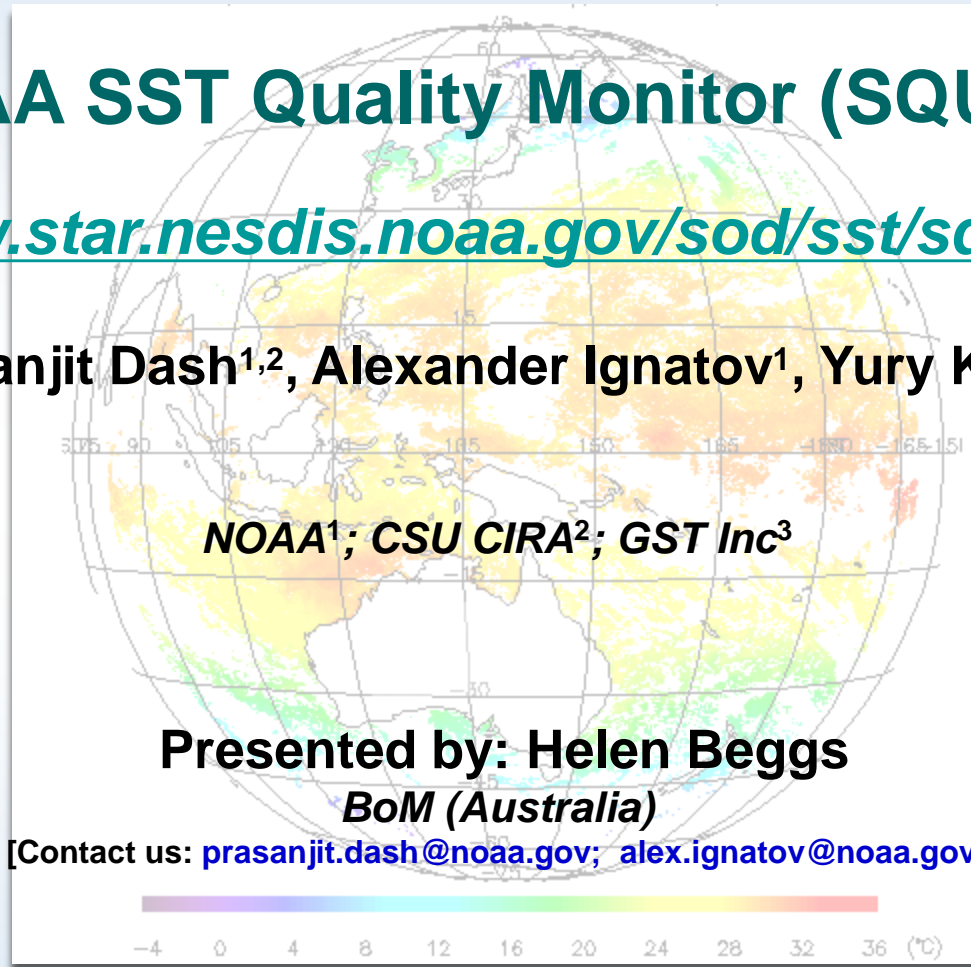 AA SST Quality Monitor (SQU
.star.nesdis.noaa.gov/sod/sst/sq
anjit Dash1,2, Alexander Ignatov1, Yury K
NOAA1; CSU CIRA2; GST Inc3
Presented by: Helen Beggs
BoM (Australia)
[Contact us: prasanjit.dash@noaa.gov; alex.ignatov@noaa.gov
-4 0 4 8 12 16 20 24 28 32 36 (°C)